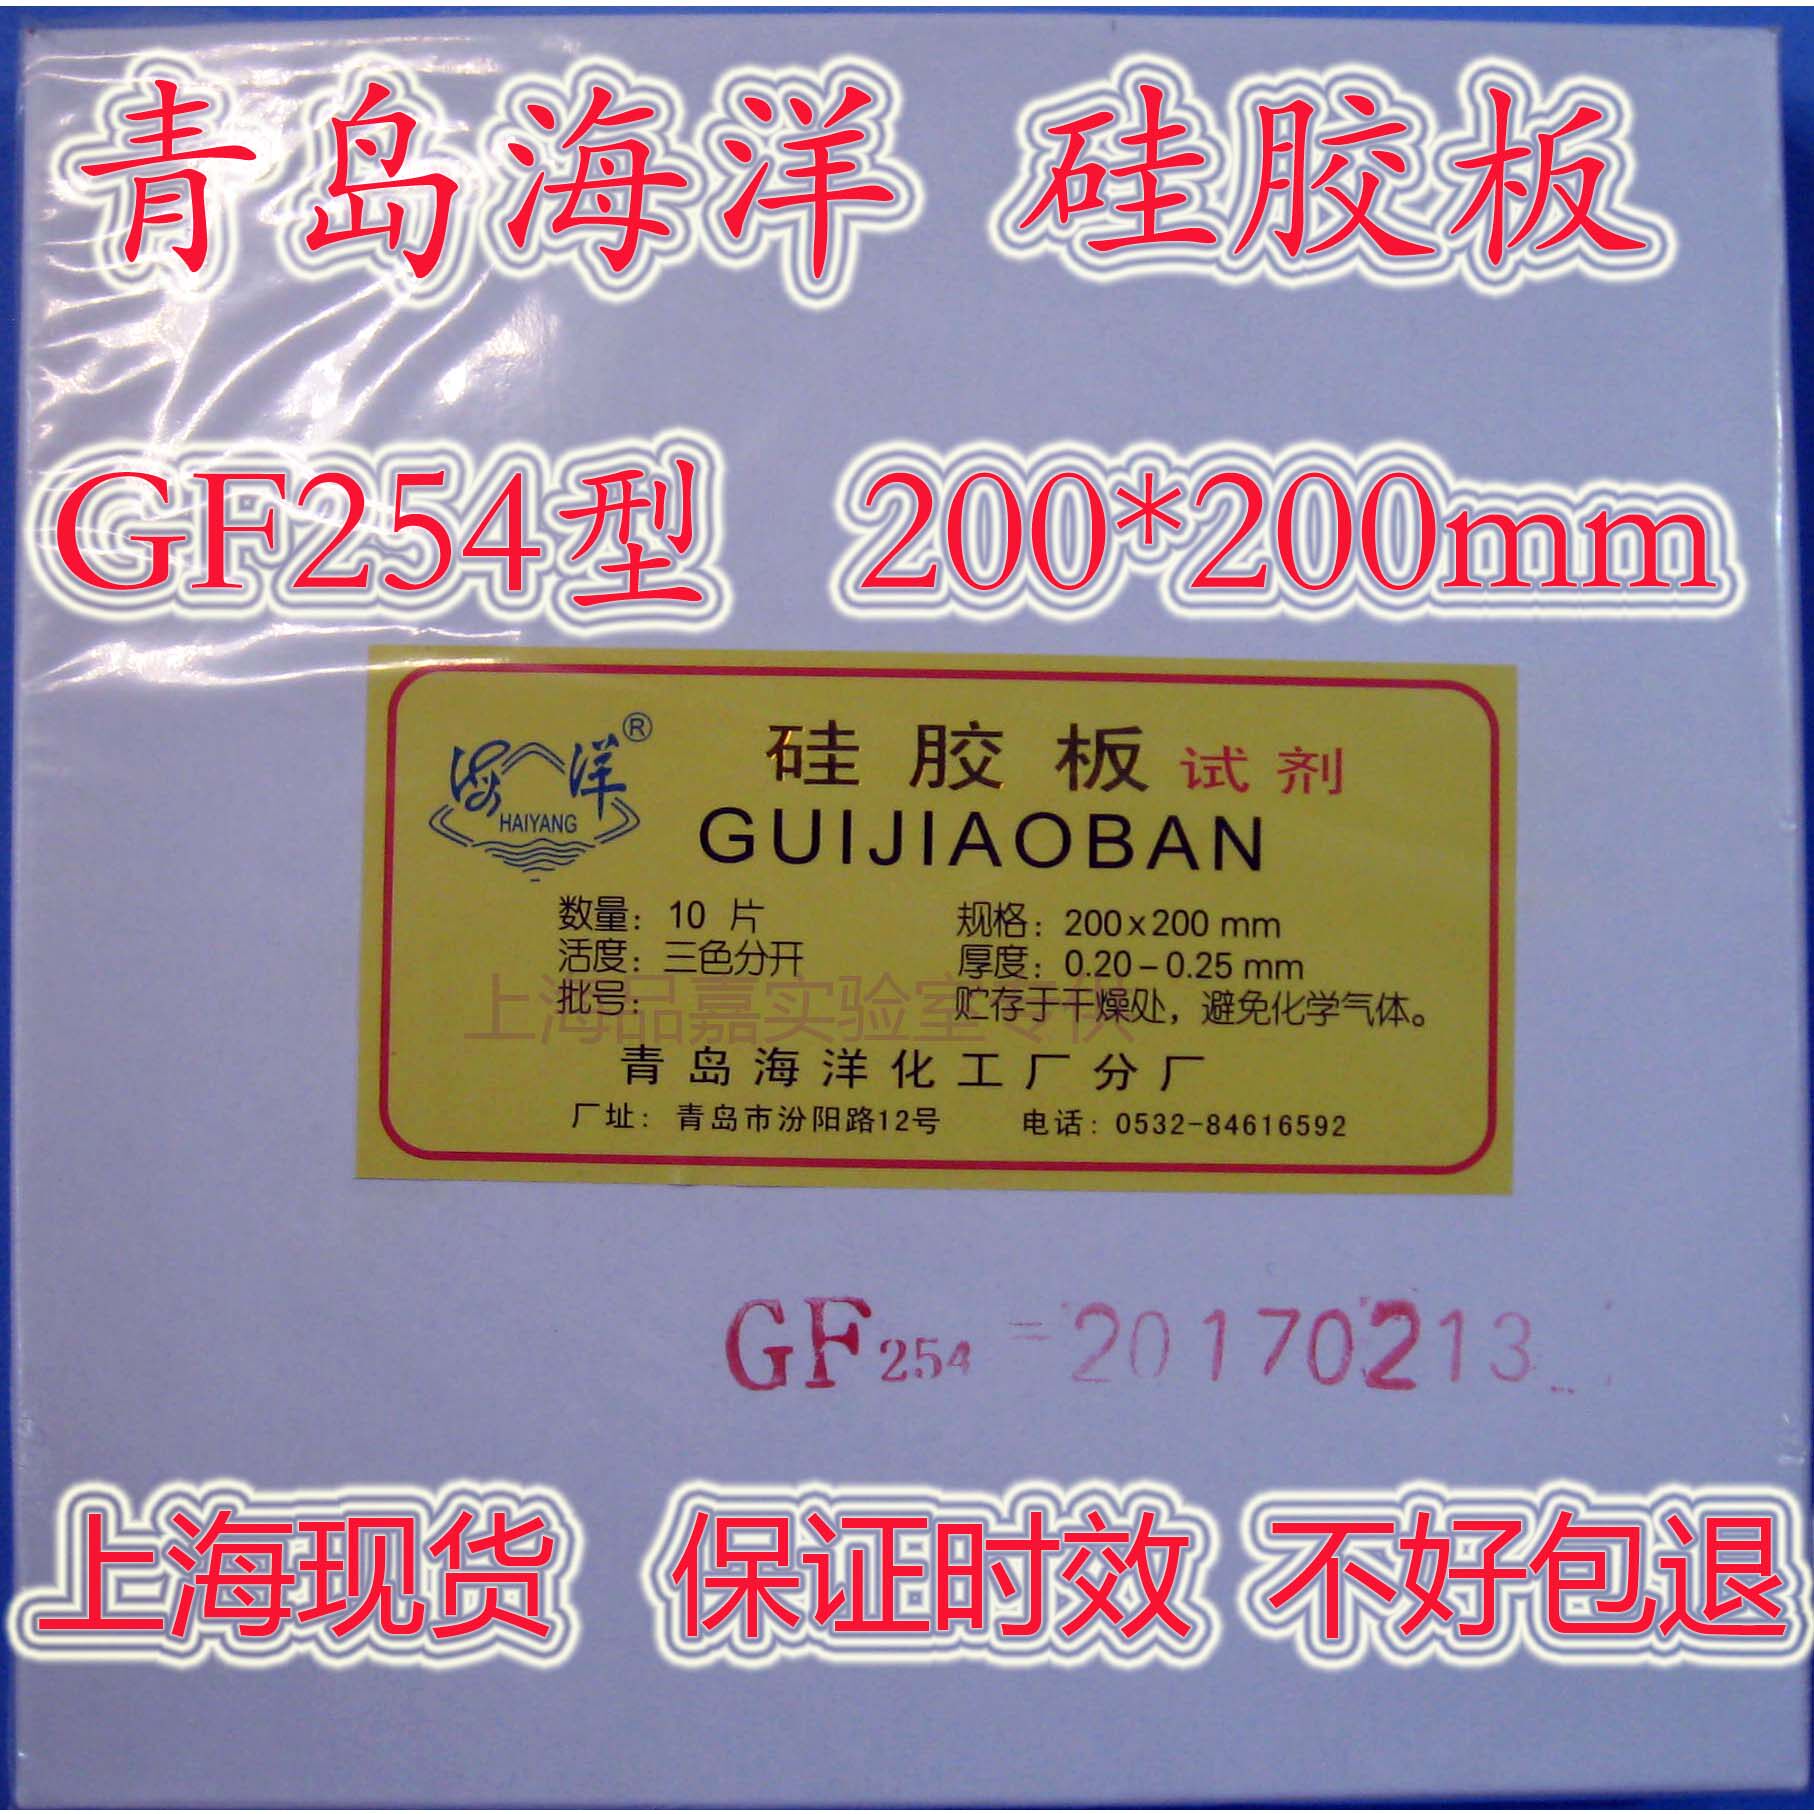 青岛海洋 硅胶板
GF254型 200*200mm
海洋®
HAIYANG
硅胶板试剂
GUIJIAOBAN
数量：10 片 规格：200x200 mm
活度：三色分开 厚度：0.20-0.25 mm
批号： 贮存于干燥处，避免化学气体。
上海品嘉实验室专供
青岛海洋化工厂分厂
厂址：青岛市汾阳路12号 电话：0532-84616592
GF254 = 20170213
上海现货 保证时效 不好包退